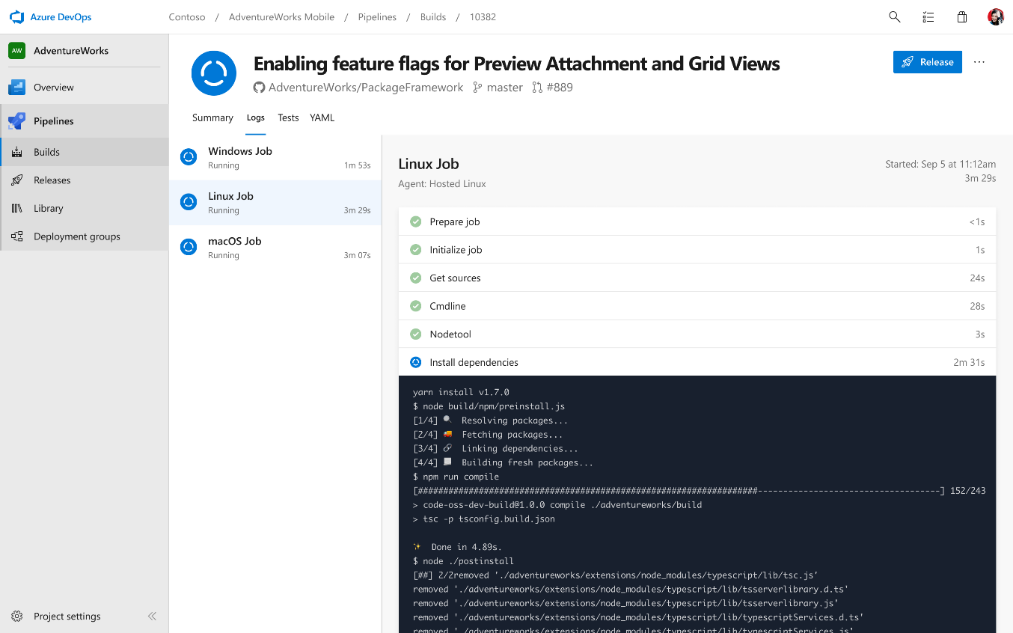 Azure DevOps
Contoso / AdventureWorks Mobile / Pipelines / Builds / 10382
AW AdventureWorks
Overview
Pipelines
Builds
Releases
Library
Deployment groups
Project settings
Enabling feature flags for Preview Attachment and Grid Views
AdventureWorks/PackageFramework master #889
Release
Summary Logs Tests YAML
Windows Job
Running 1m 53s
Linux Job
Running 3m 29s
macOS Job
Running 3m 07s
Linux Job
Agent: Hosted Linux
Started: Sep 5 at 11:12am
3m 29s
Prepare job <1s
Initialize job 1s
Get sources 24s
Cmdline 28s
Nodetool 3s
Install dependencies 2m 31s
yarn install v1.7.0
$ node build/npm/preinstall.js
[1/4] 🔍 Resolving packages...
[2/4] 🚚 Fetching packages...
[3/4] 🔗 Linking dependencies...
[4/4] 📃 Building fresh packages...
$ npm run compile
[###################################################################------------------------------------] 152/243
> code-oss-dev-build@1.0.0 compile ./adventureworks/build
> tsc -p tsconfig.build.json
✨ Done in 4.89s.
$ node ./postinstall
[##] 2/2removed './adventureworks/extensions/node_modules/typescript/lib/tsc.js'
removed './adventureworks/extensions/node_modules/typescript/lib/tsserverlibrary.d.ts'
removed './adventureworks/extensions/node_modules/typescript/lib/tsserverlibrary.js'
removed './adventureworks/extensions/node_modules/typescript/lib/typescriptServices.d.ts'
removed './adventureworks/extensions/node_modules/typescript/lib/typescriptServices.js'